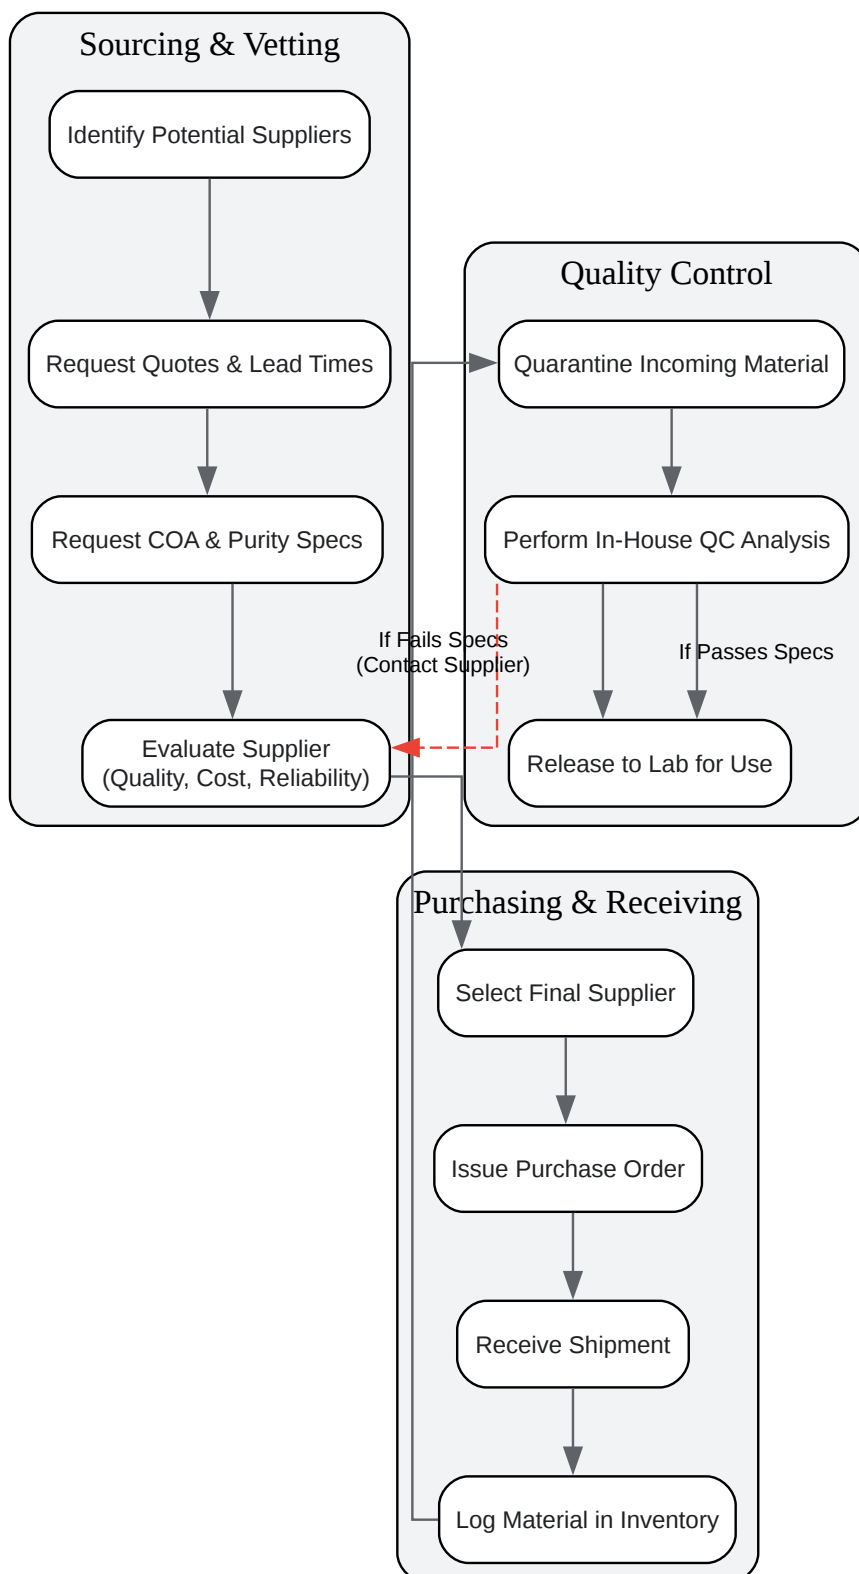 Sourcing & Vetting
Identify Potential Suppliers
Request Quotes & Lead Times
Request COA & Purity Specs
Evaluate Supplier
(Quality, Cost, Reliability)
Quality Control
Quarantine Incoming Material
Perform In-House QC Analysis
If Fails Specs
(Contact Supplier)
If Passes Specs
Release to Lab for Use
Purchasing & Receiving
Select Final Supplier
Issue Purchase Order
Receive Shipment
Log Material in Inventory